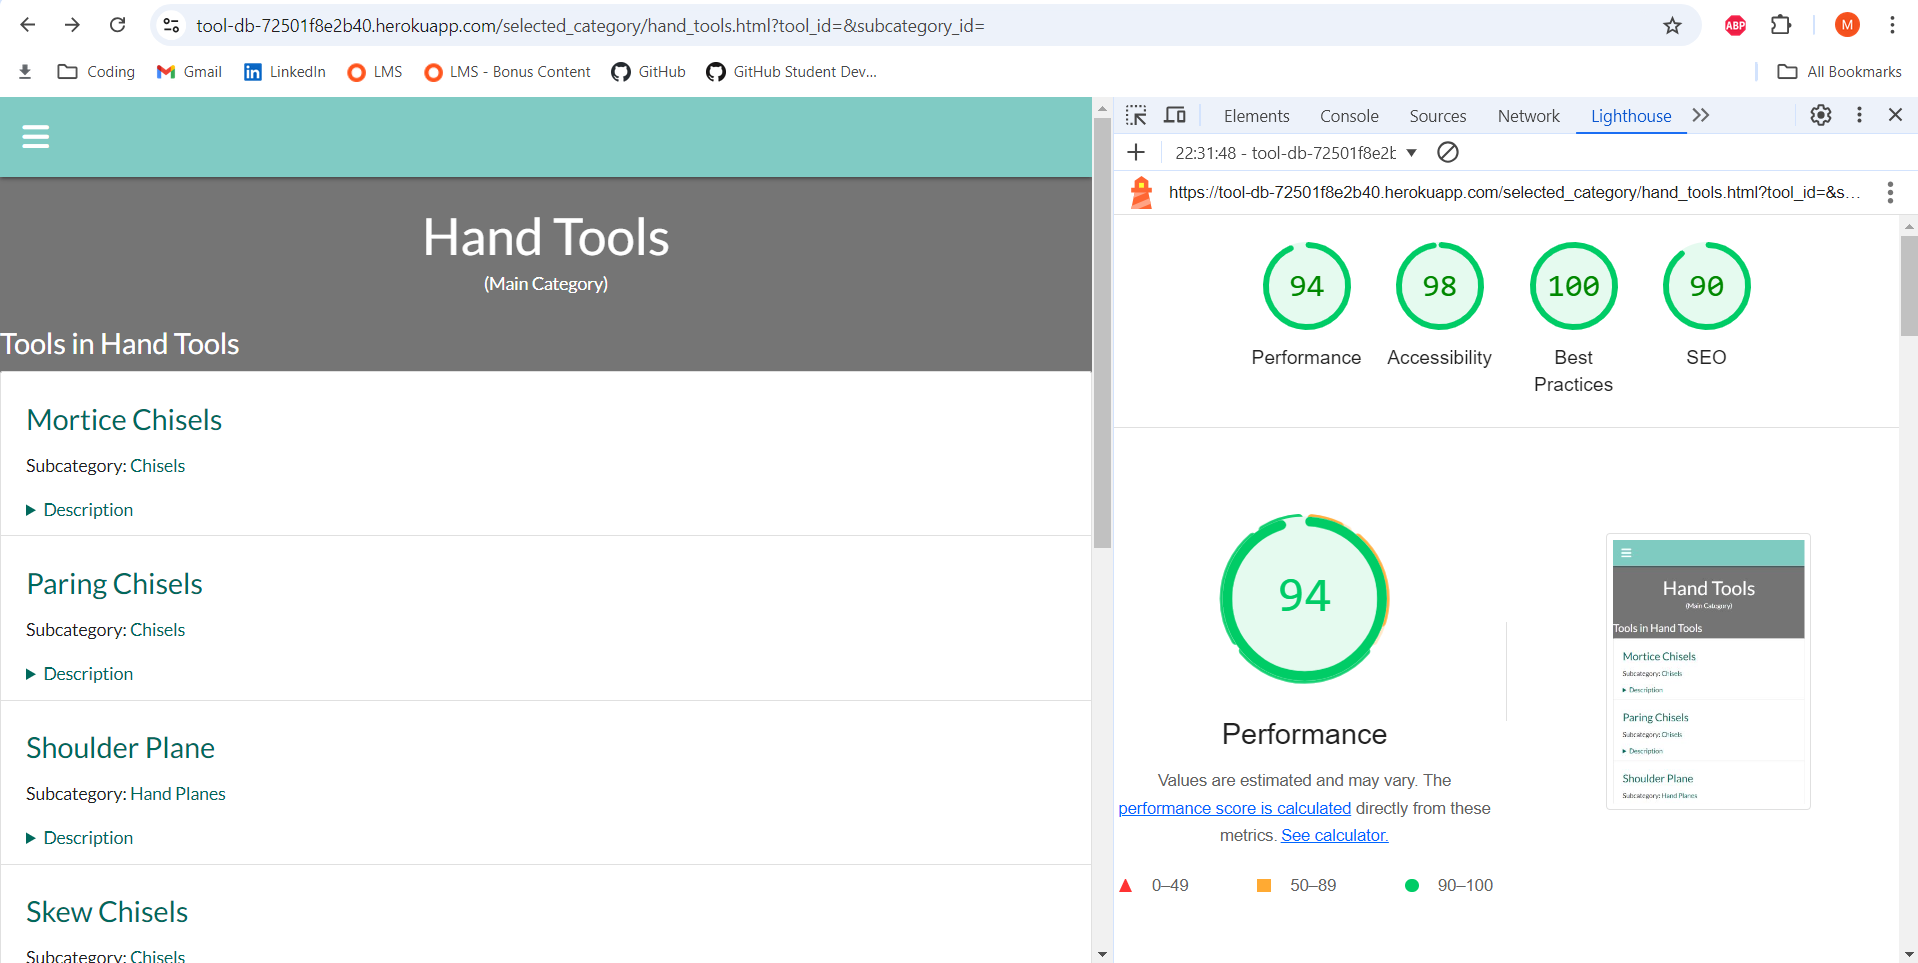 tool-db-72501f8e2b40.herokuapp.com/selected_category/hand_tools.html?tool_id=&subcategory_id=
ABP
M
Coding
Gmail
LinkedIn
LMS
LMS - Bonus Content
GitHub
GitHub Student Dev...
All Bookmarks
Hand Tools
(Main Category)
Tools in Hand Tools
Mortice Chisels
Subcategory: Chisels
Description
Paring Chisels
Subcategory: Chisels
Description
Shoulder Plane
Subcategory: Hand Planes
Description
Skew Chisels
Subcategory: Chisels
Elements Console Sources Network Lighthouse
22:31:48 - tool-db-72501f8e2b
https://tool-db-72501f8e2b40.herokuapp.com/selected_category/hand_tools.html?tool_id=&s...
94 98 100 90
Performance Accessibility Best Practices SEO
94
Performance
Values are estimated and may vary. The
performance score is calculated directly from these
metrics. See calculator.
0–49 50–89 90–100
Hand Tools
(Main Category)
Tools in Hand Tools
Mortice Chisels
Subcategory: Chisels
Description
Paring Chisels
Subcategory: Chisels
Description
Shoulder Plane
Subcategory: Hand Planes